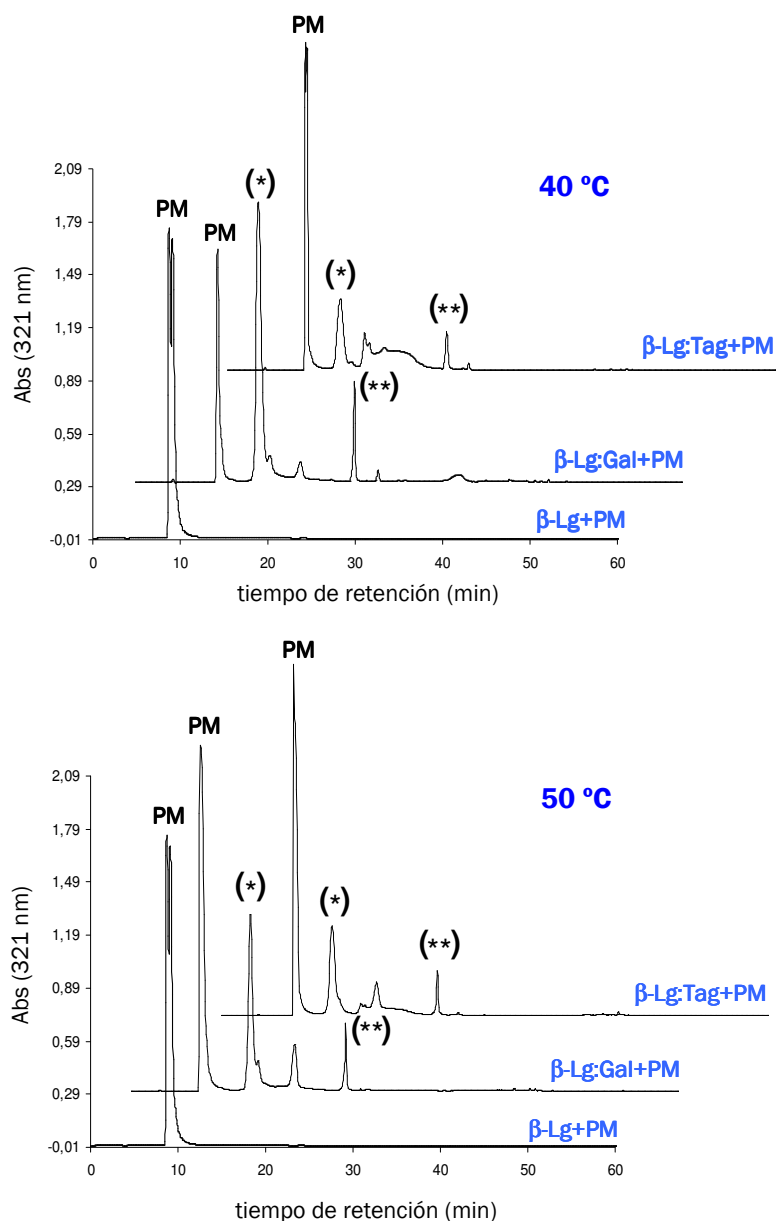 PM
2,09
(*)
40 ºC
PM
1,79
PM
(*)
1,49
Abs (321 nm)
(**)
1,19
β-Lg:Tag+PM
0,89
(**)
0,59
β-Lg:Gal+PM
0,29
β-Lg+PM
-0,01
0 10 20 30 40 50 60
tiempo de retención (min)
PM
PM
2,09
50 ºC
PM
1,79
1,49
(*)
(*)
Abs (321 nm)
1,19
(**)
0,89
β-Lg:Tag+PM
(**)
0,59
β-Lg:Gal+PM
0,29
β-Lg+PM
-0,01
0 10 20 30 40 50 60
tiempo de retención (min)